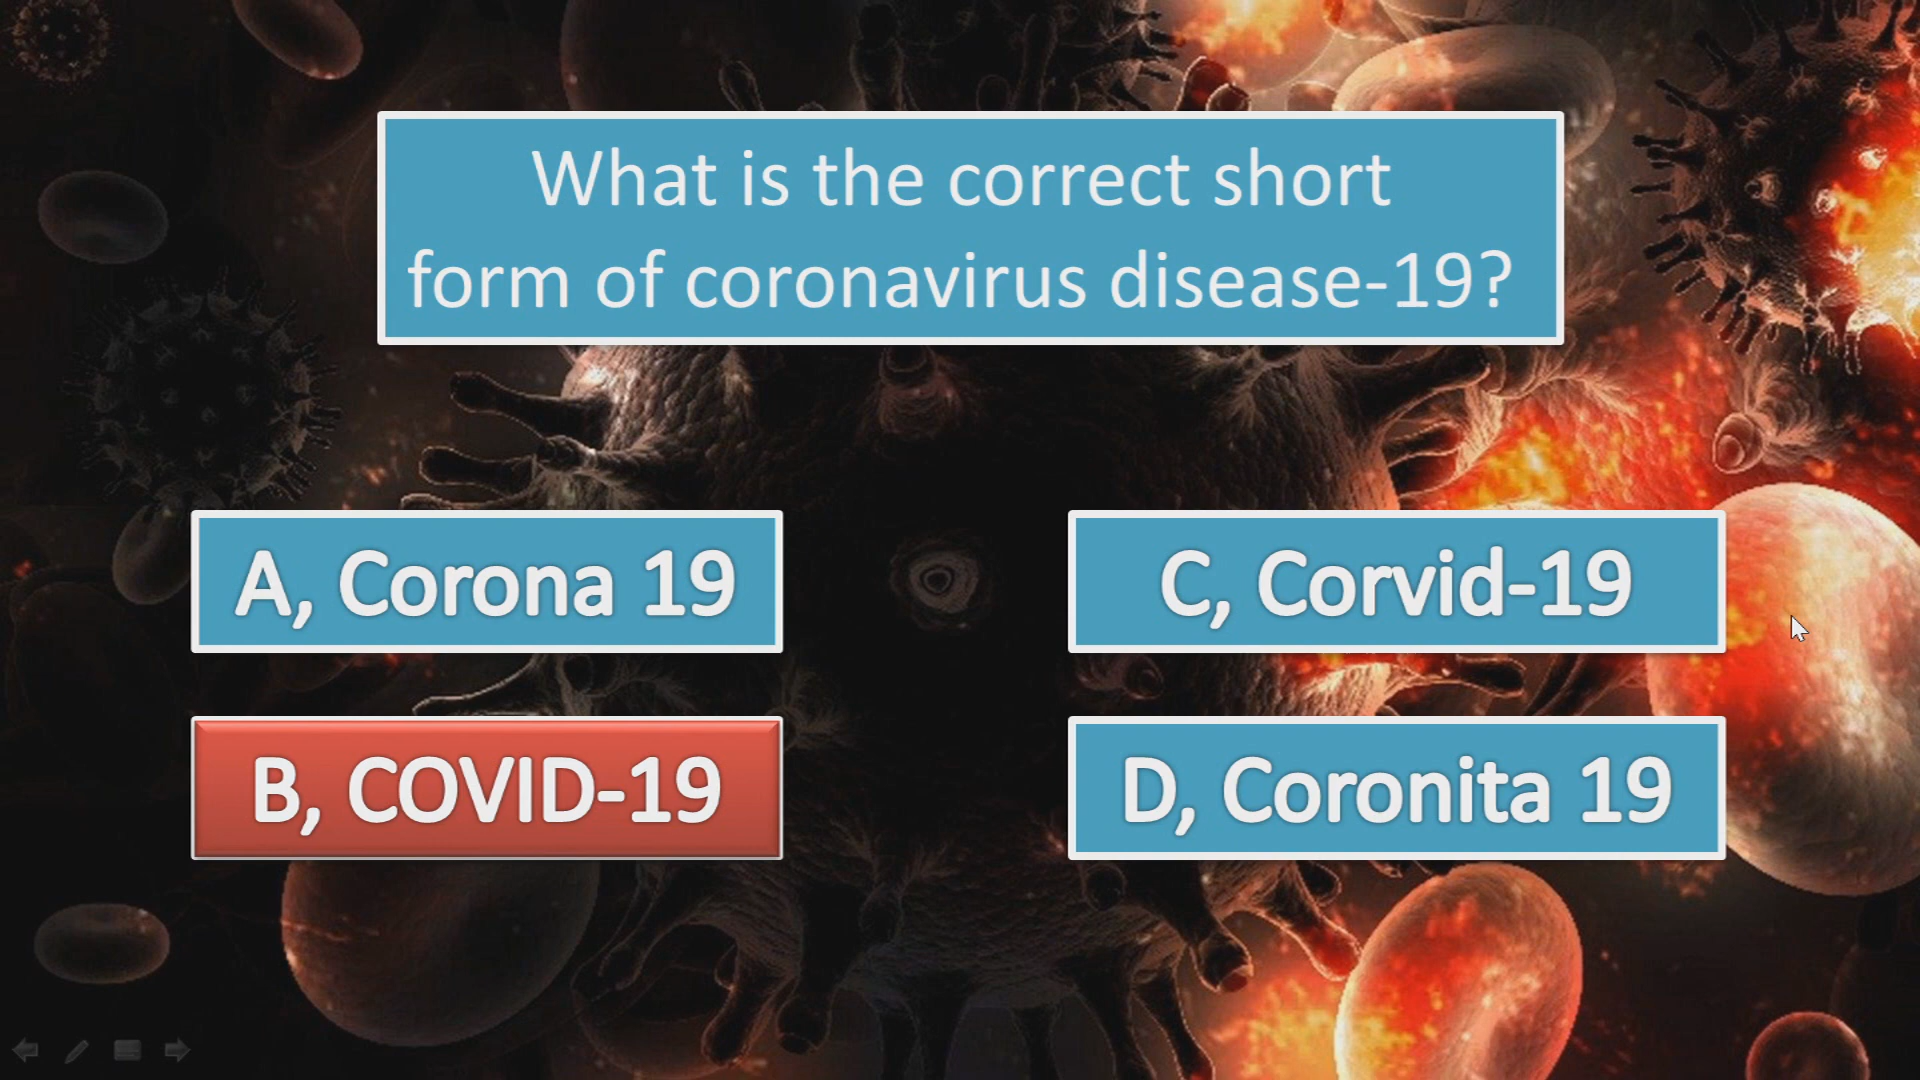 What is the correct short
form of coronavirus disease-19?
A, Corona 19
C, Corvid-19
B, COVID-19
D, Coronita 19